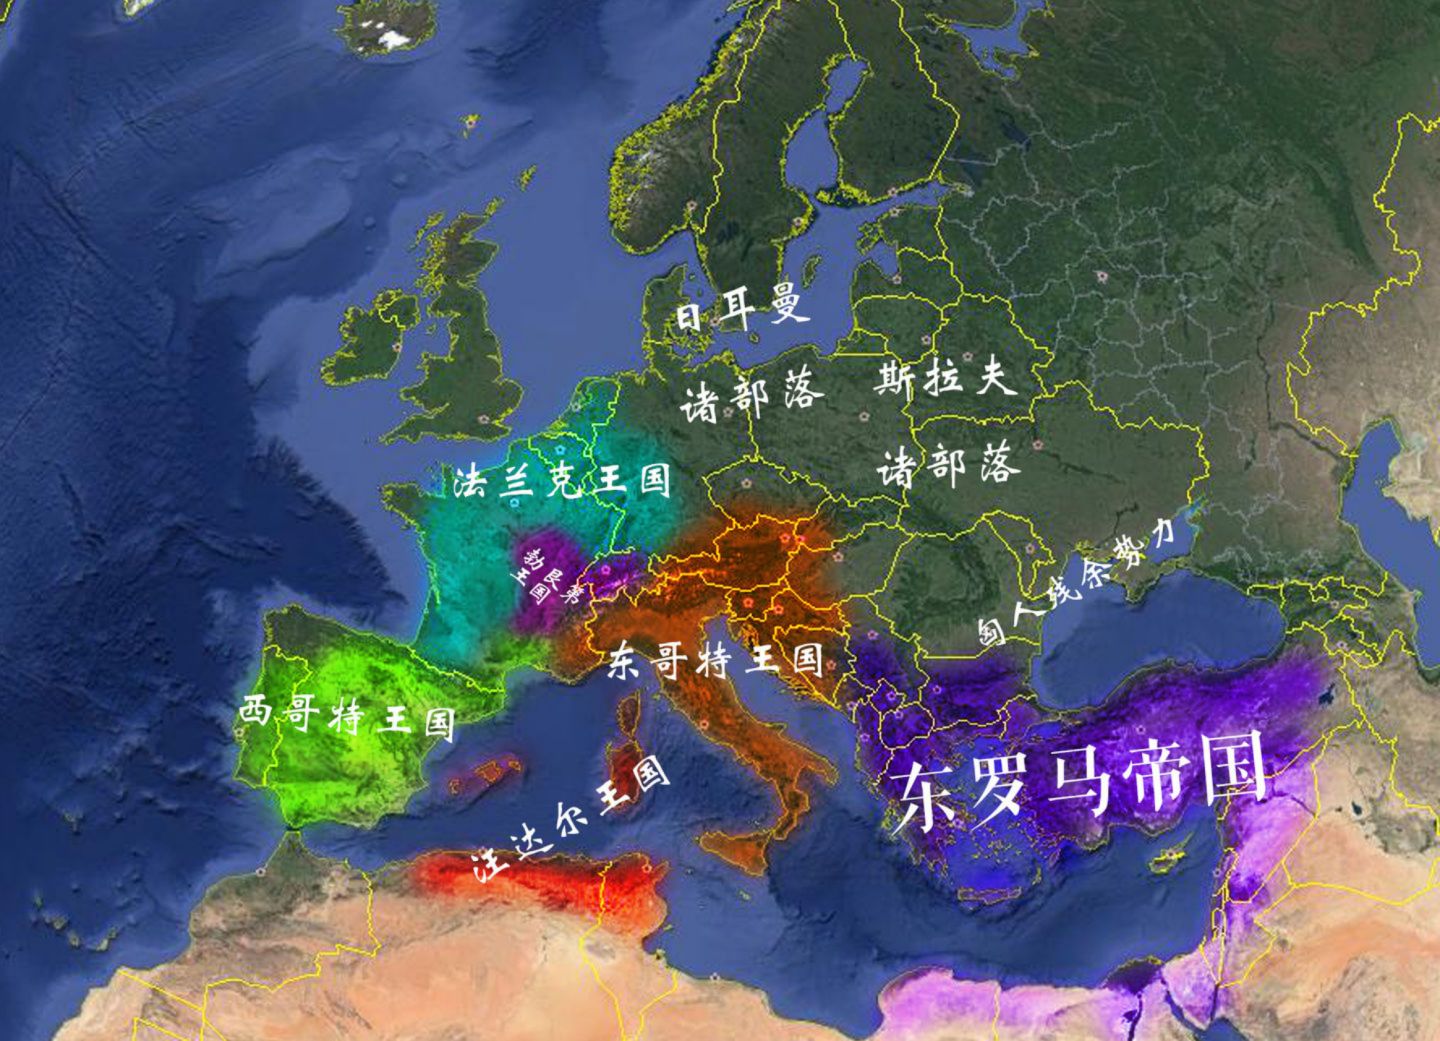 日耳曼
诸部落
斯拉夫
诸部落
法兰克王国
勃艮第
王国
匈人残余势力
东哥特王国
西哥特王国
汪达尔王国
东罗马帝国